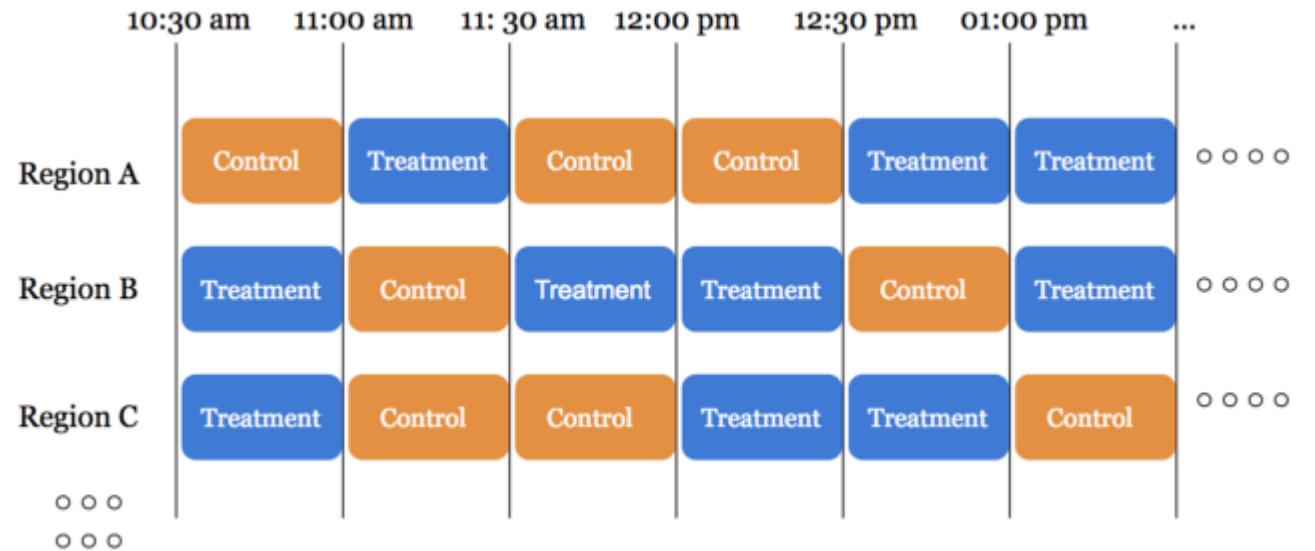 10:30 am 11:00 am 11: 30 am 12:00 pm 12:30 pm 01:00 pm ...
Region A Control Treatment Control Control Treatment Treatment
Region B Treatment Control Treatment Treatment Control Treatment
Region C Treatment Control Control Treatment Treatment Control